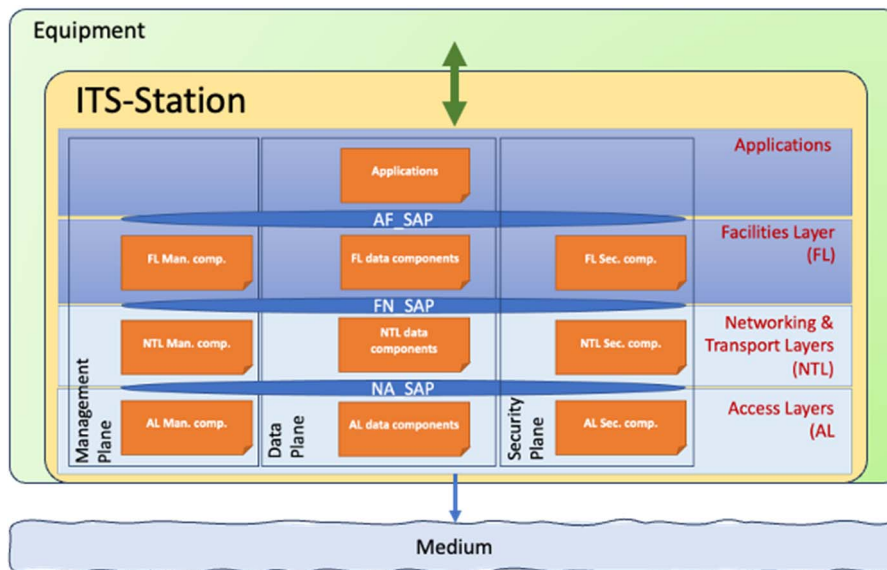 Equipment
ITS-Station
Applications
Applications
AF_SAP
Facilities Layer
(FL)
FL Man. comp.
FL data components
FL Sec. comp.
FN_SAP
Networking &
Transport Layers
(NTL)
NTL Man. comp.
NTL data
components
NTL Sec. comp.
NA_SAP
Access Layers
(AL
AL Man. comp.
AL data components
AL Sec. comp.
Management
Plane
Data
Plane
Security
Plane
Medium